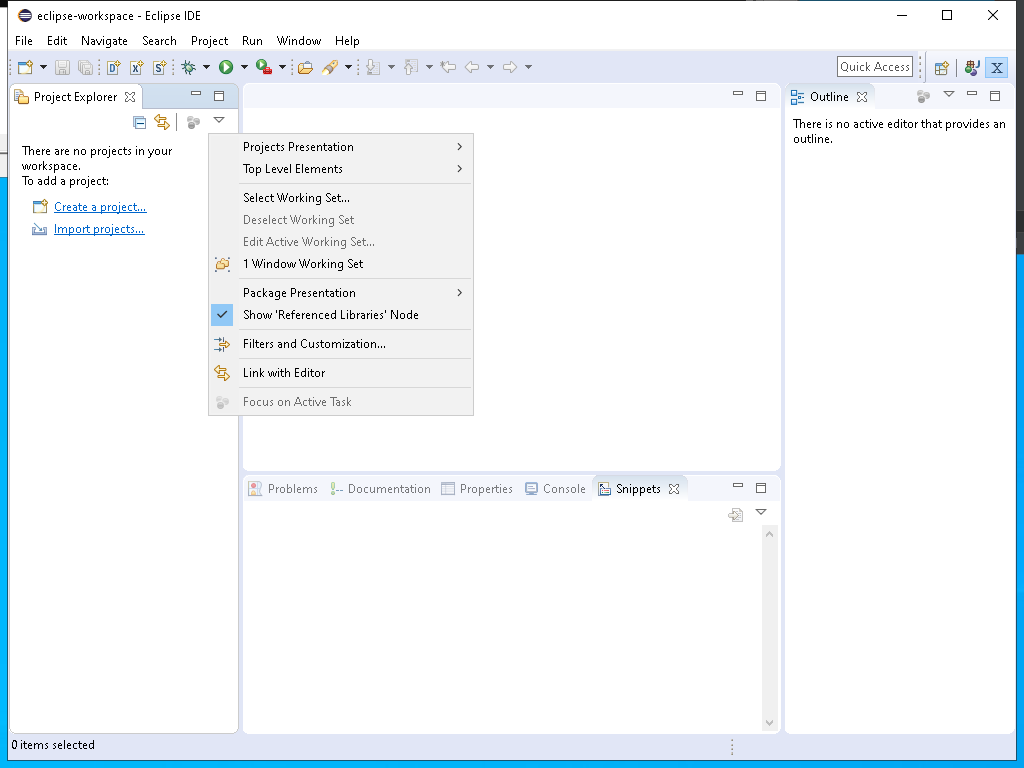 eclipse-workspace - Eclipse IDE
File Edit Navigate Search Project Run Window Help
Quick Access
Project Explorer
There are no projects in your
workspace.
To add a project:
Create a project...
Import projects...
Projects Presentation
Top Level Elements
Select Working Set...
Deselect Working Set
Edit Active Working Set...
1 Window Working Set
Package Presentation
Show 'Referenced Libraries' Node
Filters and Customization...
Link with Editor
Focus on Active Task
Outline
There is no active editor that provides an
outline.
Problems Documentation Properties Console Snippets
0 items selected